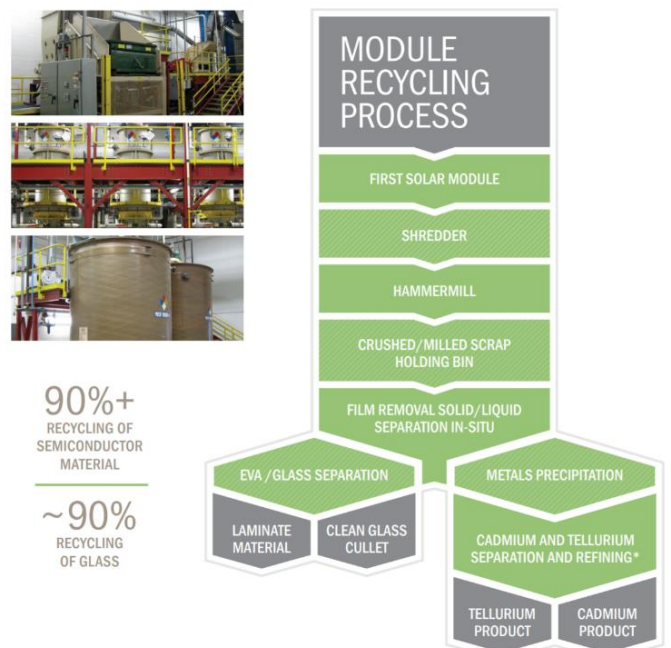 MODULE
RECYCLING
PROCESS
FIRST SOLAR MODULE
SHREDDER
HAMMERMILL
CRUSHED/MILLED SCRAP
HOLDING BIN
FILM REMOVAL SOLID/LIQUID
SEPARATION IN-SITU
EVA /GLASS SEPARATION
METALS PRECIPITATION
LAMINATE
MATERIAL
CLEAN GLASS
CULLET
CADMIUM AND TELLURIUM
SEPARATION AND REFINING*
TELLURIUM
PRODUCT
CADMIUM
PRODUCT
90%+
RECYCLING OF
SEMICONDUCTOR
MATERIAL
~90%
RECYCLING
OF GLASS